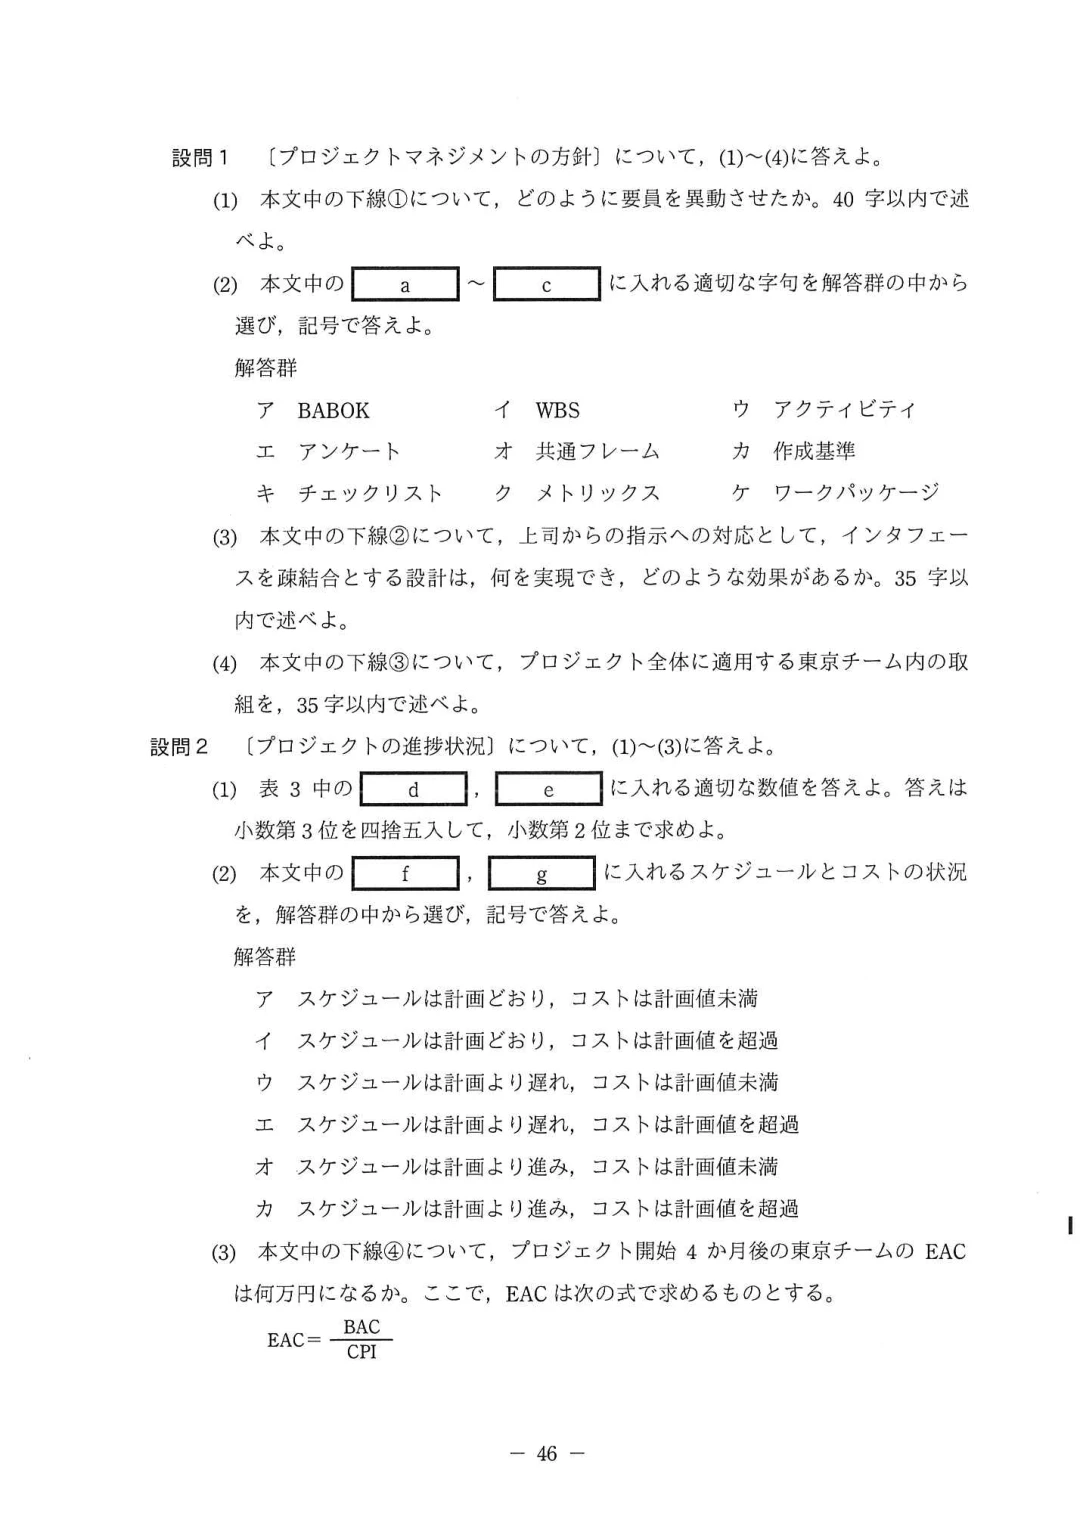 設問1 〔プロジェクトマネジメントの方針〕について，(1)～(4)に答えよ。
(1) 本文中の下線①について，どのように要員を異動させたか。40 字以内で述
べよ。
(2) 本文中の a ～ c に入れる適切な字句を解答群の中から
選び，記号で答えよ。
解答群
ア BABOK イ WBS ウ アクティビティ
エ アンケート オ 共通フレーム カ 作成基準
キ チェックリスト ク メトリックス ケ ワークパッケージ
(3) 本文中の下線②について，上司からの指示への対応として，インタフェー
スを疎結合とする設計は，何を実現でき，どのような効果があるか。35 字以
内で述べよ。
(4) 本文中の下線③について，プロジェクト全体に適用する東京チーム内の取
組を，35 字以内で述べよ。
設問2 〔プロジェクトの進捗状況〕について，(1)～(3)に答えよ。
(1) 表 3 中の d ， e に入れる適切な数値を答えよ。答えは
小数第 3 位を四捨五入して，小数第 2 位まで求めよ。
(2) 本文中の f ， g に入れるスケジュールとコストの状況
を，解答群の中から選び，記号で答えよ。
解答群
ア スケジュールは計画どおり，コストは計画値未満
イ スケジュールは計画どおり，コストは計画値を超過
ウ スケジュールは計画より遅れ，コストは計画値未満
エ スケジュールは計画より遅れ，コストは計画値を超過
オ スケジュールは計画より進み，コストは計画値未満
カ スケジュールは計画より進み，コストは計画値を超過
(3) 本文中の下線④について，プロジェクト開始 4 か月後の東京チームの EAC
は何万円になるか。ここで，EAC は次の式で求めるものとする。
EAC＝ BAC
CPI
― 46 ―